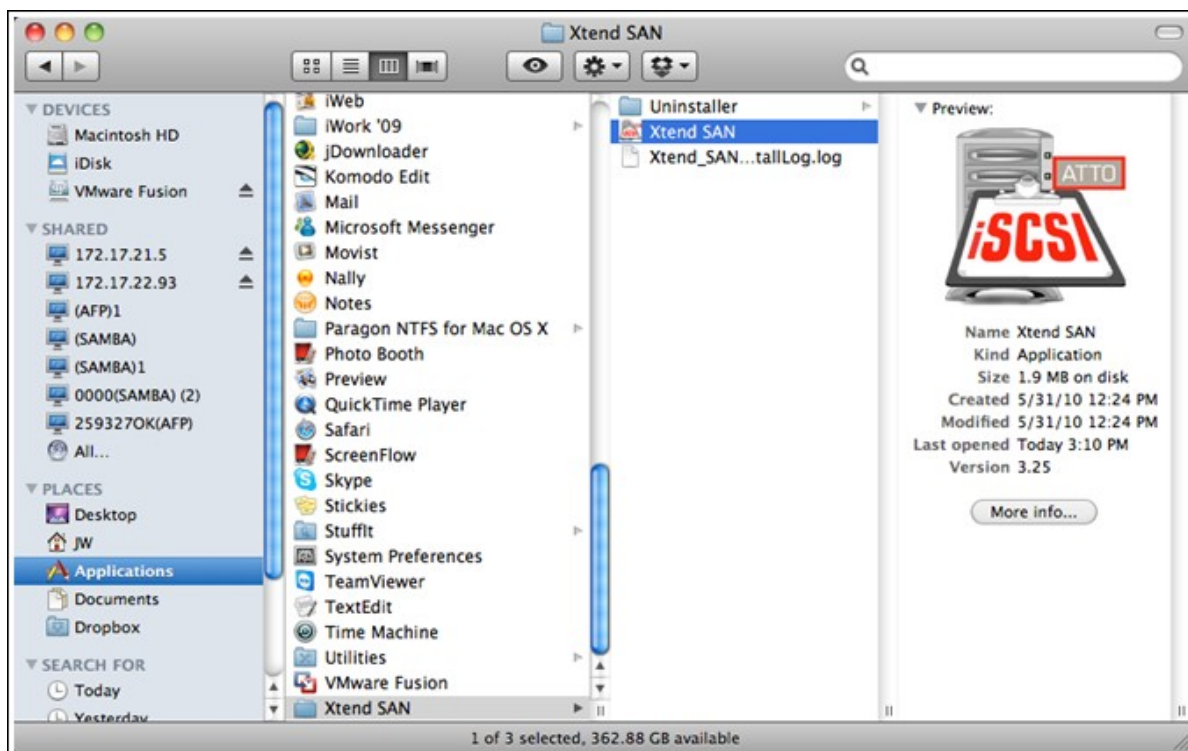 Xtend SAN
DEVICES
Macintosh HD
iDisk
VMware Fusion
SHARED
172.17.21.5
172.17.22.93
(AFP)1
(SAMBA)
(SAMBA)1
0000(SAMBA) (2)
259327OK(AFP)
All...
PLACES
Desktop
JW
Applications
Documents
Dropbox
SEARCH FOR
Today
Yesterday
iWeb
iWork '09
jDownloader
Komodo Edit
Mail
Microsoft Messenger
Movist
Nally
Notes
Paragon NTFS for Mac OS X
Photo Booth
Preview
QuickTime Player
Safari
ScreenFlow
Skype
Stickies
StuffIt
System Preferences
TeamViewer
TextEdit
Time Machine
Utilities
VMware Fusion
Xtend SAN
Uninstaller
Xtend SAN
Xtend_SAN...tallLog.log
Preview:
ATTO
iSCSI
Name Xtend SAN
Kind Application
Size 1.9 MB on disk
Created 5/31/10 12:24 PM
Modified 5/31/10 12:24 PM
Last opened Today 3:10 PM
Version 3.25
More info...
1 of 3 selected, 362.88 GB available